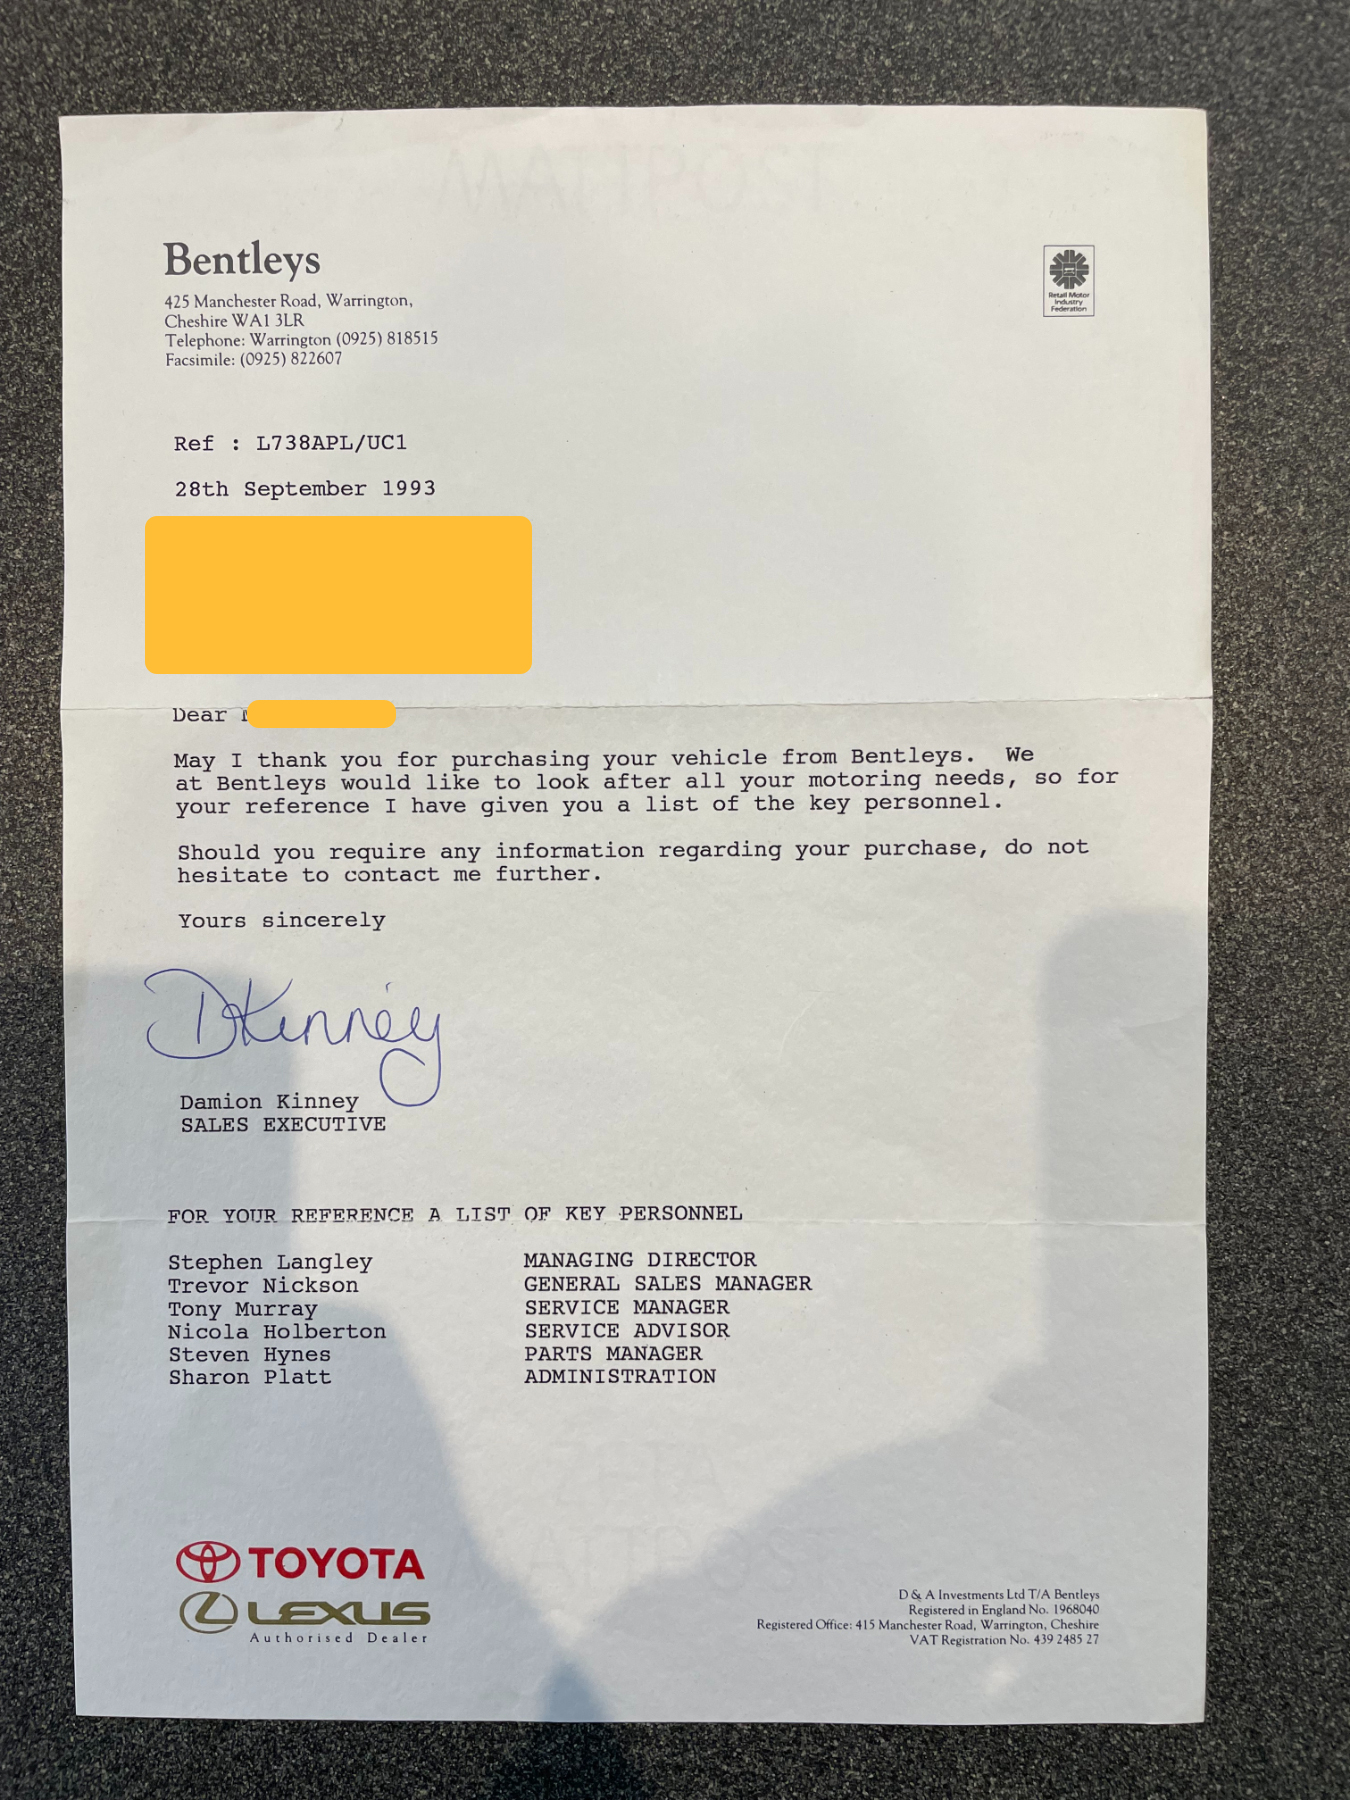 Bentleys
425 Manchester Road, Warrington,
Cheshire WA1 3LR
Telephone: Warrington (0925) 818515
Facsimile: (0925) 822607
Retail Motor
Industry
Federation
Ref : L738APL/UC1
28th September 1993
Dear
May I thank you for purchasing your vehicle from Bentleys. We
at Bentleys would like to look after all your motoring needs, so for
your reference I have given you a list of the key personnel.
Should you require any information regarding your purchase, do not
hesitate to contact me further.
Yours sincerely
DKinney
Damion Kinney
SALES EXECUTIVE
FOR YOUR REFERENCE A LIST OF KEY PERSONNEL
Stephen Langley MANAGING DIRECTOR
Trevor Nickson GENERAL SALES MANAGER
Tony Murray SERVICE MANAGER
Nicola Holberton SERVICE ADVISOR
Steven Hynes PARTS MANAGER
Sharon Platt ADMINISTRATION
TOYOTA
LEXUS
Authorised Dealer
D & A Investments Ltd T/A Bentleys
Registered in England No. 1968040
Registered Office: 415 Manchester Road, Warrington, Cheshire
VAT Registration No. 439 2485 27